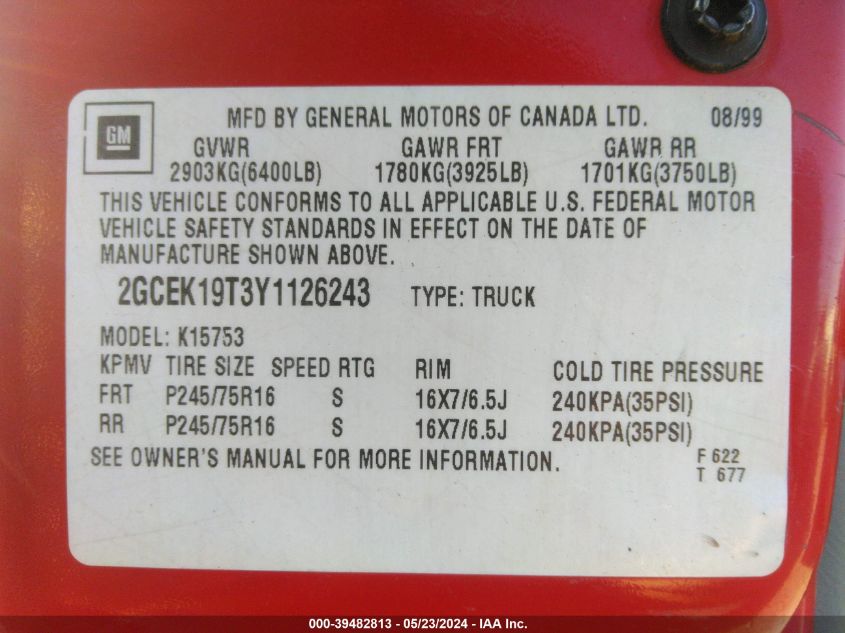 GM
MFD BY GENERAL MOTORS OF CANADA LTD. 08/99
GVWR GAWR FRT GAWR RR
2903KG(6400LB) 1780KG(3925LB) 1701KG(3750LB)
THIS VEHICLE CONFORMS TO ALL APPLICABLE U.S. FEDERAL MOTOR
VEHICLE SAFETY STANDARDS IN EFFECT ON THE DATE OF
MANUFACTURE SHOWN ABOVE.
2GCEK19T3Y1126243 TYPE: TRUCK
MODEL: K15753
KPMV TIRE SIZE SPEED RTG RIM COLD TIRE PRESSURE
FRT P245/75R16 S 16X7/6.5J 240KPA(35PSI)
RR P245/75R16 S 16X7/6.5J 240KPA(35PSI)
SEE OWNER'S MANUAL FOR MORE INFORMATION. F 622
T 677
000-39482813 - 05/23/2024 - IAA Inc.